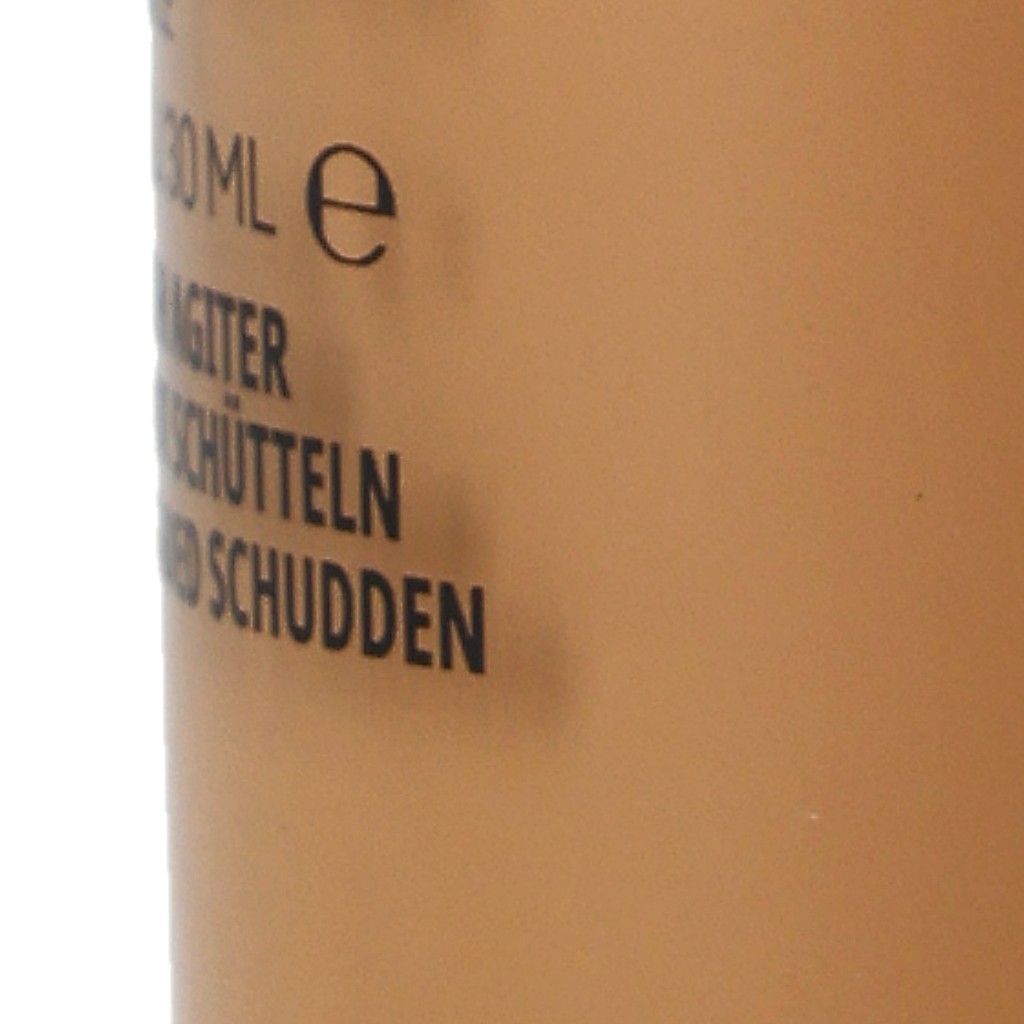 30 ML e
AGITER
SCHÜTTELN
SCHUDDEN